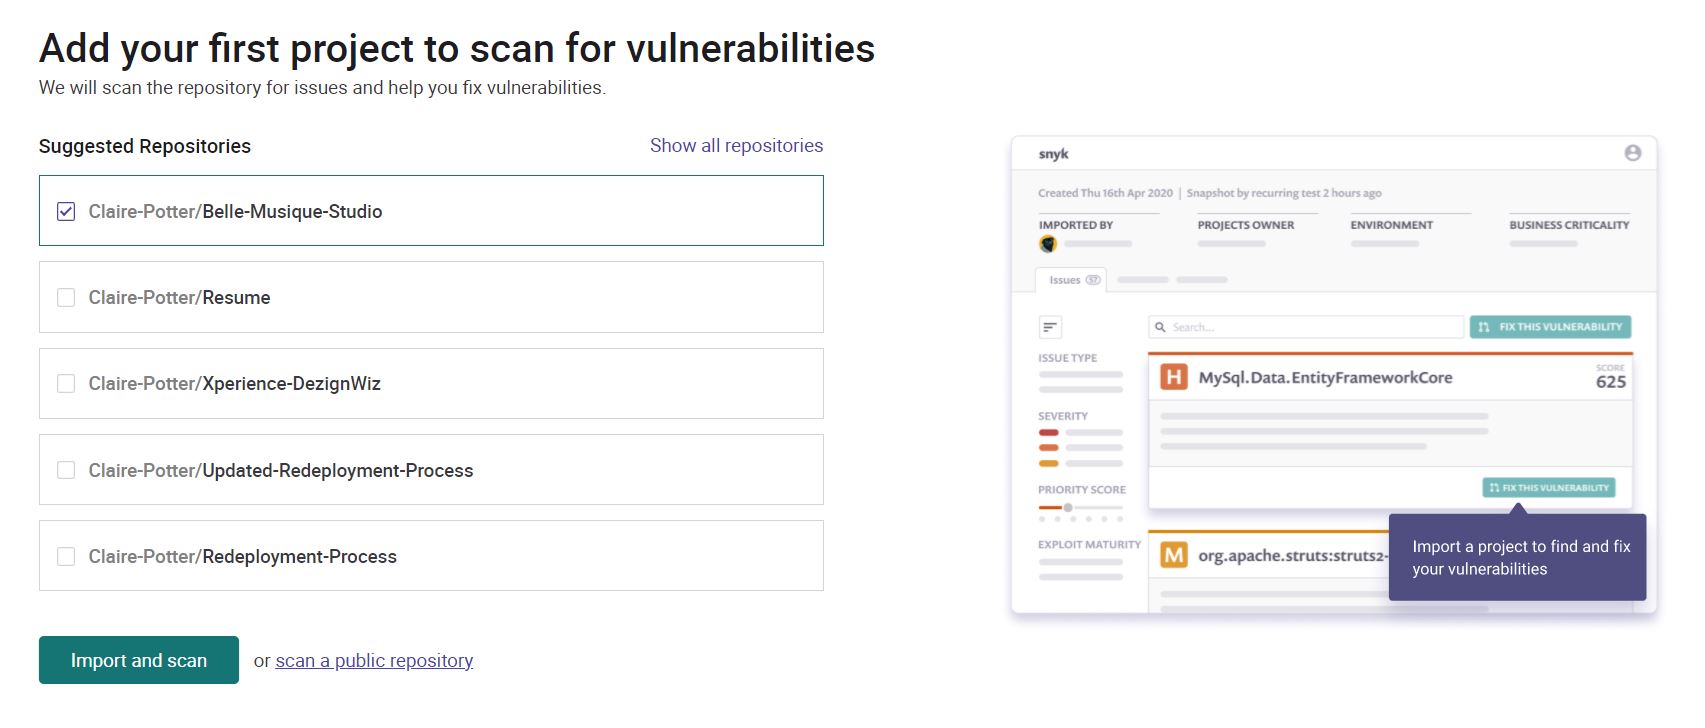 Add your first project to scan for vulnerabilities
We will scan the repository for issues and help you fix vulnerabilities.
Suggested Repositories
Show all repositories
Claire-Potter/Belle-Musique-Studio
Claire-Potter/Resume
Claire-Potter/Xperience-DezignWiz
Claire-Potter/Updated-Redeployment-Process
Claire-Potter/Redeployment-Process
Import and scan
or scan a public repository
snyk
Created Thu 16th Apr 2020 | Snapshot by recurring test 2 hours ago
IMPORTED BY
PROJECTS OWNER
ENVIRONMENT
BUSINESS CRITICALITY
Issues 57
Search...
FIX THIS VULNERABILITY
ISSUE TYPE
SEVERITY
PRIORITY SCORE
EXPLOIT MATURITY
H MySql.Data.EntityFrameworkCore
SCORE
625
FIX THIS VULNERABILITY
M org.apache.struts:struts2-
Import a project to find and fix
your vulnerabilities